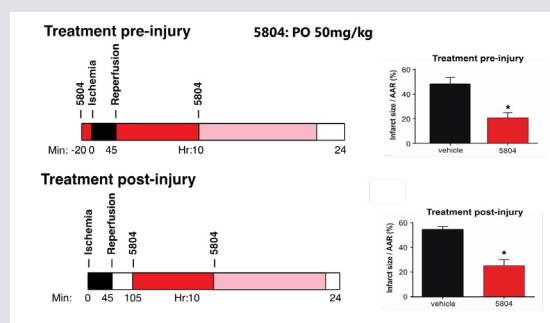 Treatment pre-injury
5804: PO 50mg/kg
5804
Ischemia
Reperfusion
5804
Min: -20 0 45 Hr:10 24
Treatment pre-injury
Infarct size / AAR (%)
60
40
20
0
*
vehicle 5804
Treatment post-injury
Ischemia
Reperfusion
5804
5804
Min: 0 45 105 Hr:10 24
Treatment post-injury
Infarct size / AAR (%)
60
40
20
0
*
vehicle 5804